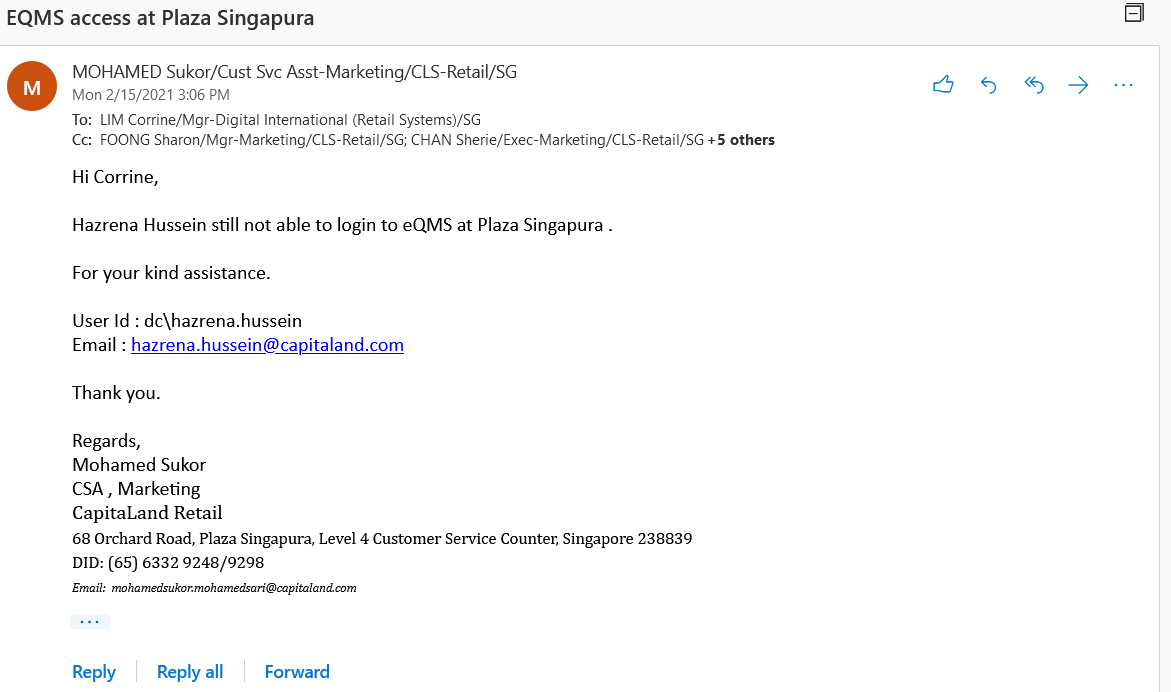 EQMS access at Plaza Singapura
M
MOHAMED Sukor/Cust Svc Asst-Marketing/CLS-Retail/SG
Mon 2/15/2021 3:06 PM
To: LIM Corrine/Mgr-Digital International (Retail Systems)/SG
Cc: FOONG Sharon/Mgr-Marketing/CLS-Retail/SG; CHAN Sherie/Exec-Marketing/CLS-Retail/SG +5 others
Hi Corrine,
Hazrena Hussein still not able to login to eQMS at Plaza Singapura .
For your kind assistance.
User Id : dc\hazrena.hussein
Email : hazrena.hussein@capitaland.com
Thank you.
Regards,
Mohamed Sukor
CSA , Marketing
CapitaLand Retail
68 Orchard Road, Plaza Singapura, Level 4 Customer Service Counter, Singapore 238839
DID: (65) 6332 9248/9298
Email: mohamedsukor.mohamedsari@capitaland.com
...
Reply Reply all Forward